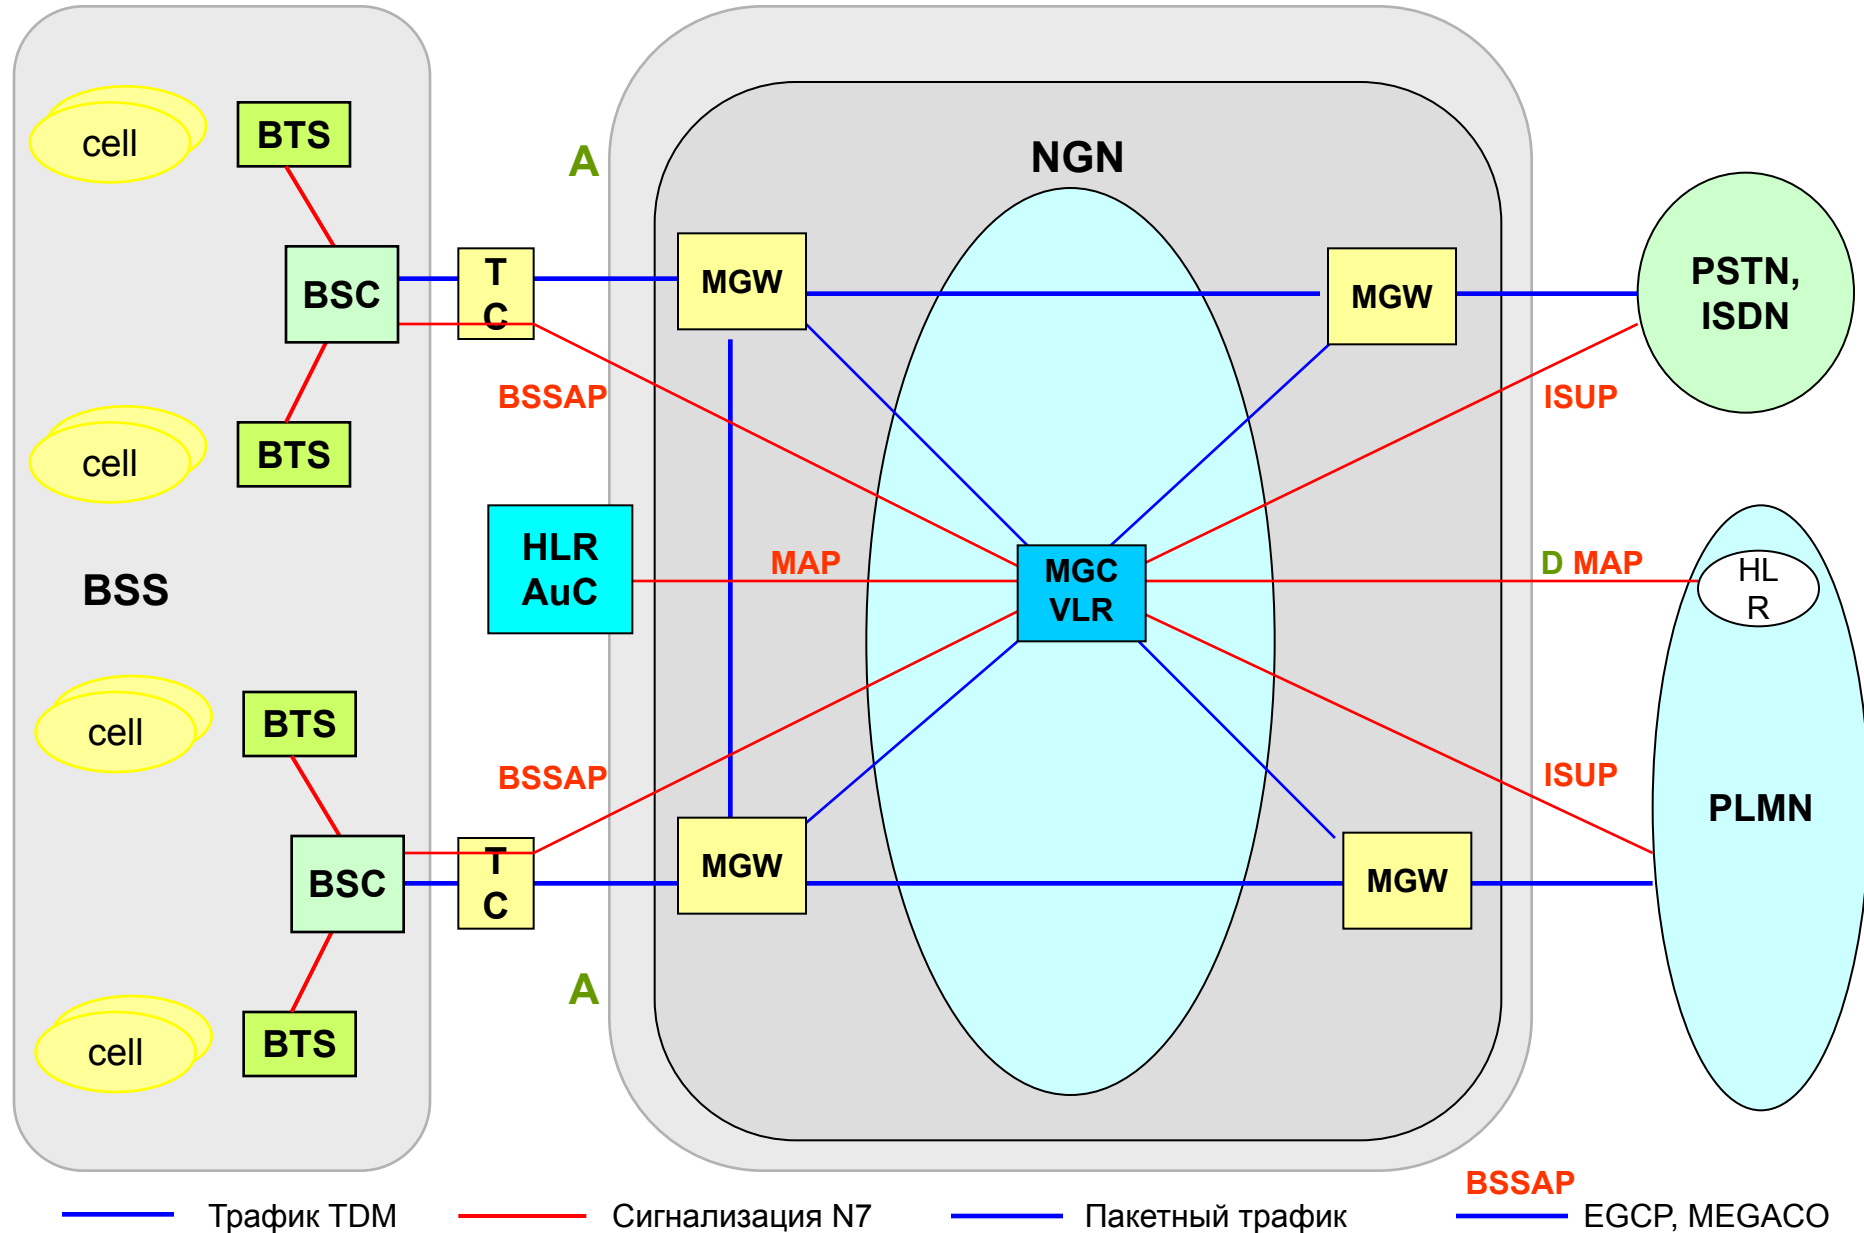 cell
BTS
A
NGN
BSC
T
C
MGW
MGW
PSTN,
ISDN
BSSAP
ISUP
cell
BTS
BSS
HLR
AuC
MAP
MGC
VLR
D MAP
HL
R
cell
BTS
BSSAP
ISUP
PLMN
BSC
T
C
MGW
MGW
A
cell
BTS
BSSAP
Трафик TDM
Сигнализация N7
Пакетный трафик
EGCP, MEGACO